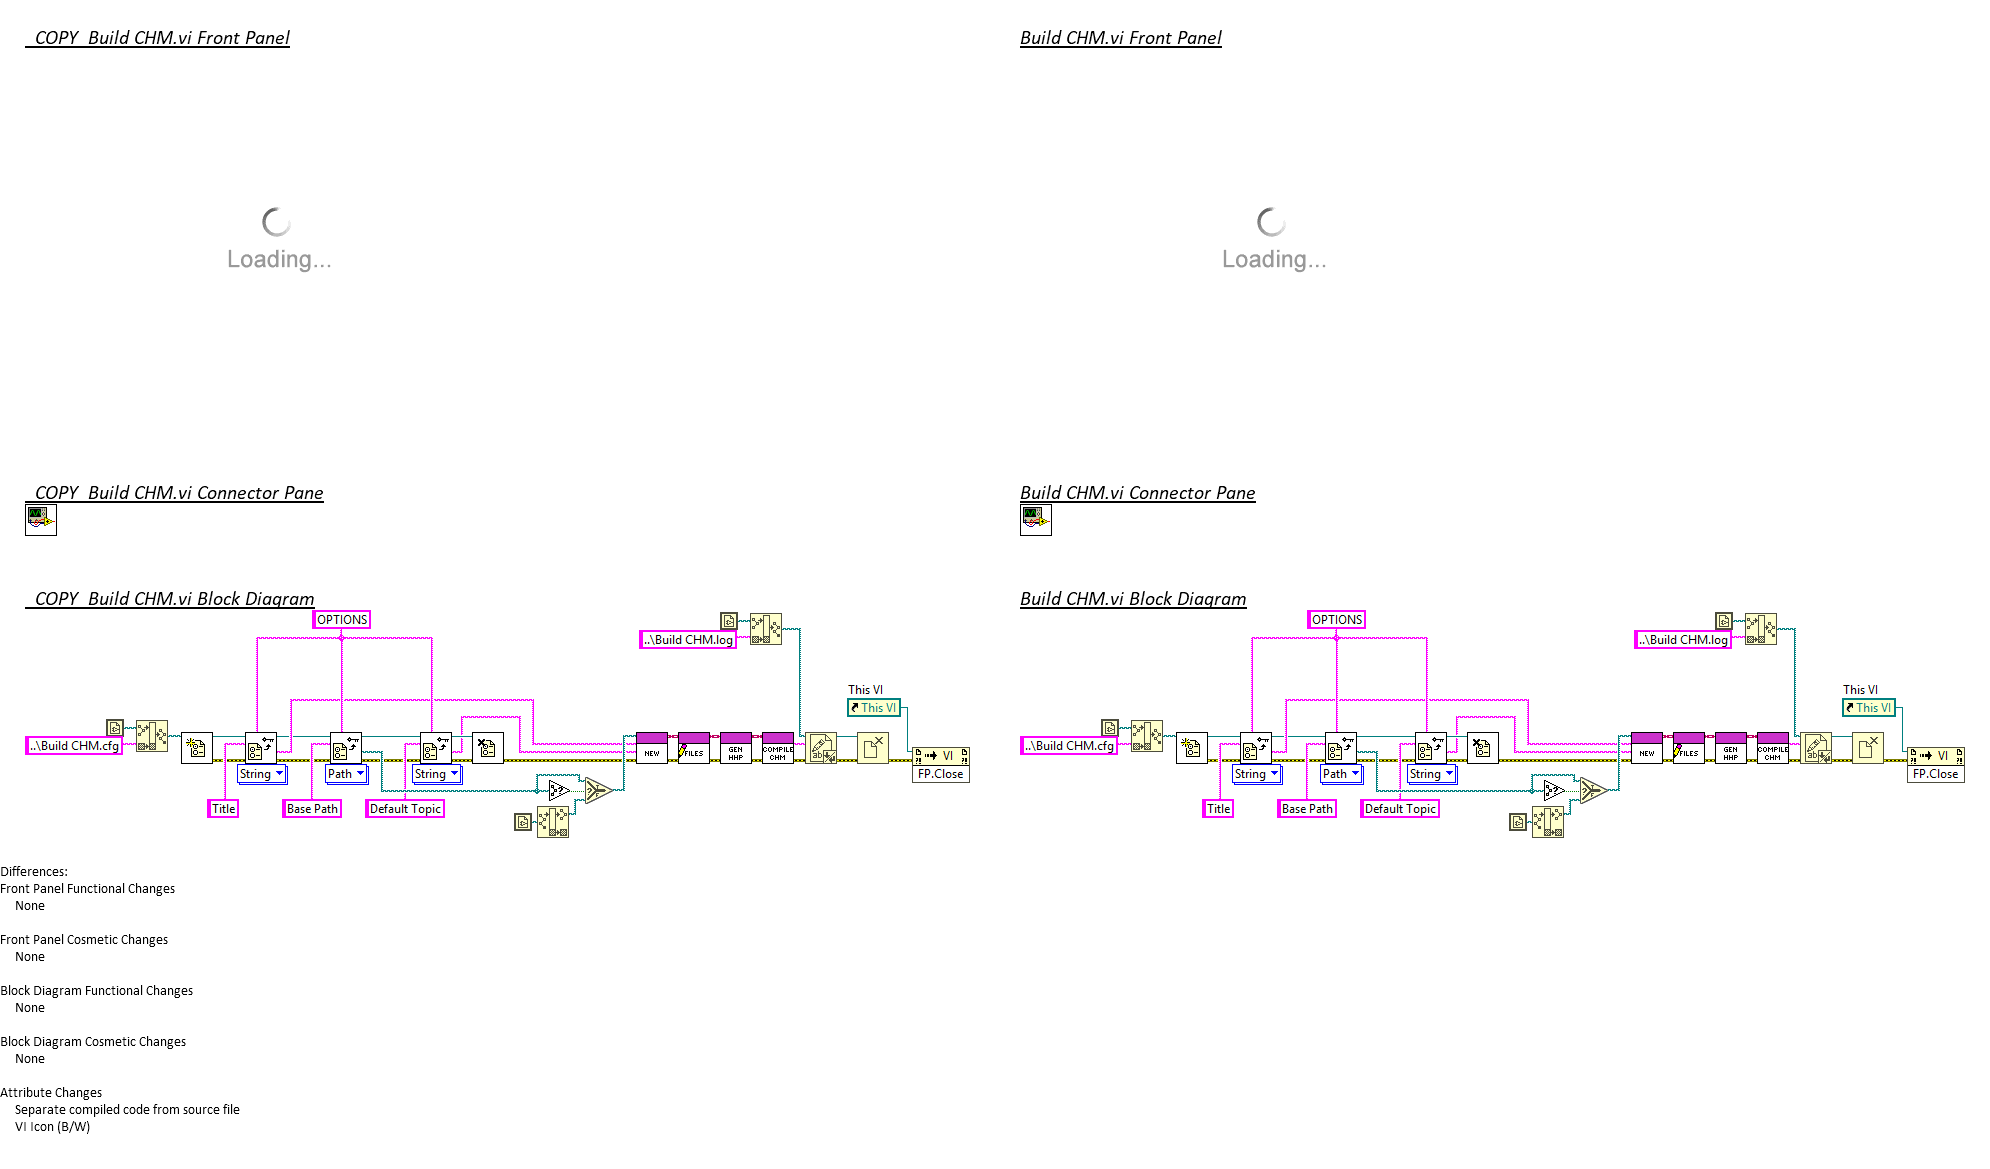 _COPY_Build CHM.vi Front Panel
Build CHM.vi Front Panel
Loading...
Loading...
_COPY_Build CHM.vi Connector Pane
Build CHM.vi Connector Pane
_COPY_Build CHM.vi Block Diagram
OPTIONS
..\Build CHM.log
This VI
This VI
..\Build CHM.cfg
NEW
FILES
GEN HHP
COMPILE CHM
VI
FP.Close
String
Path
String
Title
Base Path
Default Topic
Build CHM.vi Block Diagram
OPTIONS
..\Build CHM.log
This VI
This VI
..\Build CHM.cfg
NEW
FILES
GEN HHP
COMPILE CHM
VI
FP.Close
String
Path
String
Title
Base Path
Default Topic
Differences:
Front Panel Functional Changes
None
Front Panel Cosmetic Changes
None
Block Diagram Functional Changes
None
Block Diagram Cosmetic Changes
None
Attribute Changes
Separate compiled code from source file
VI Icon (B/W)